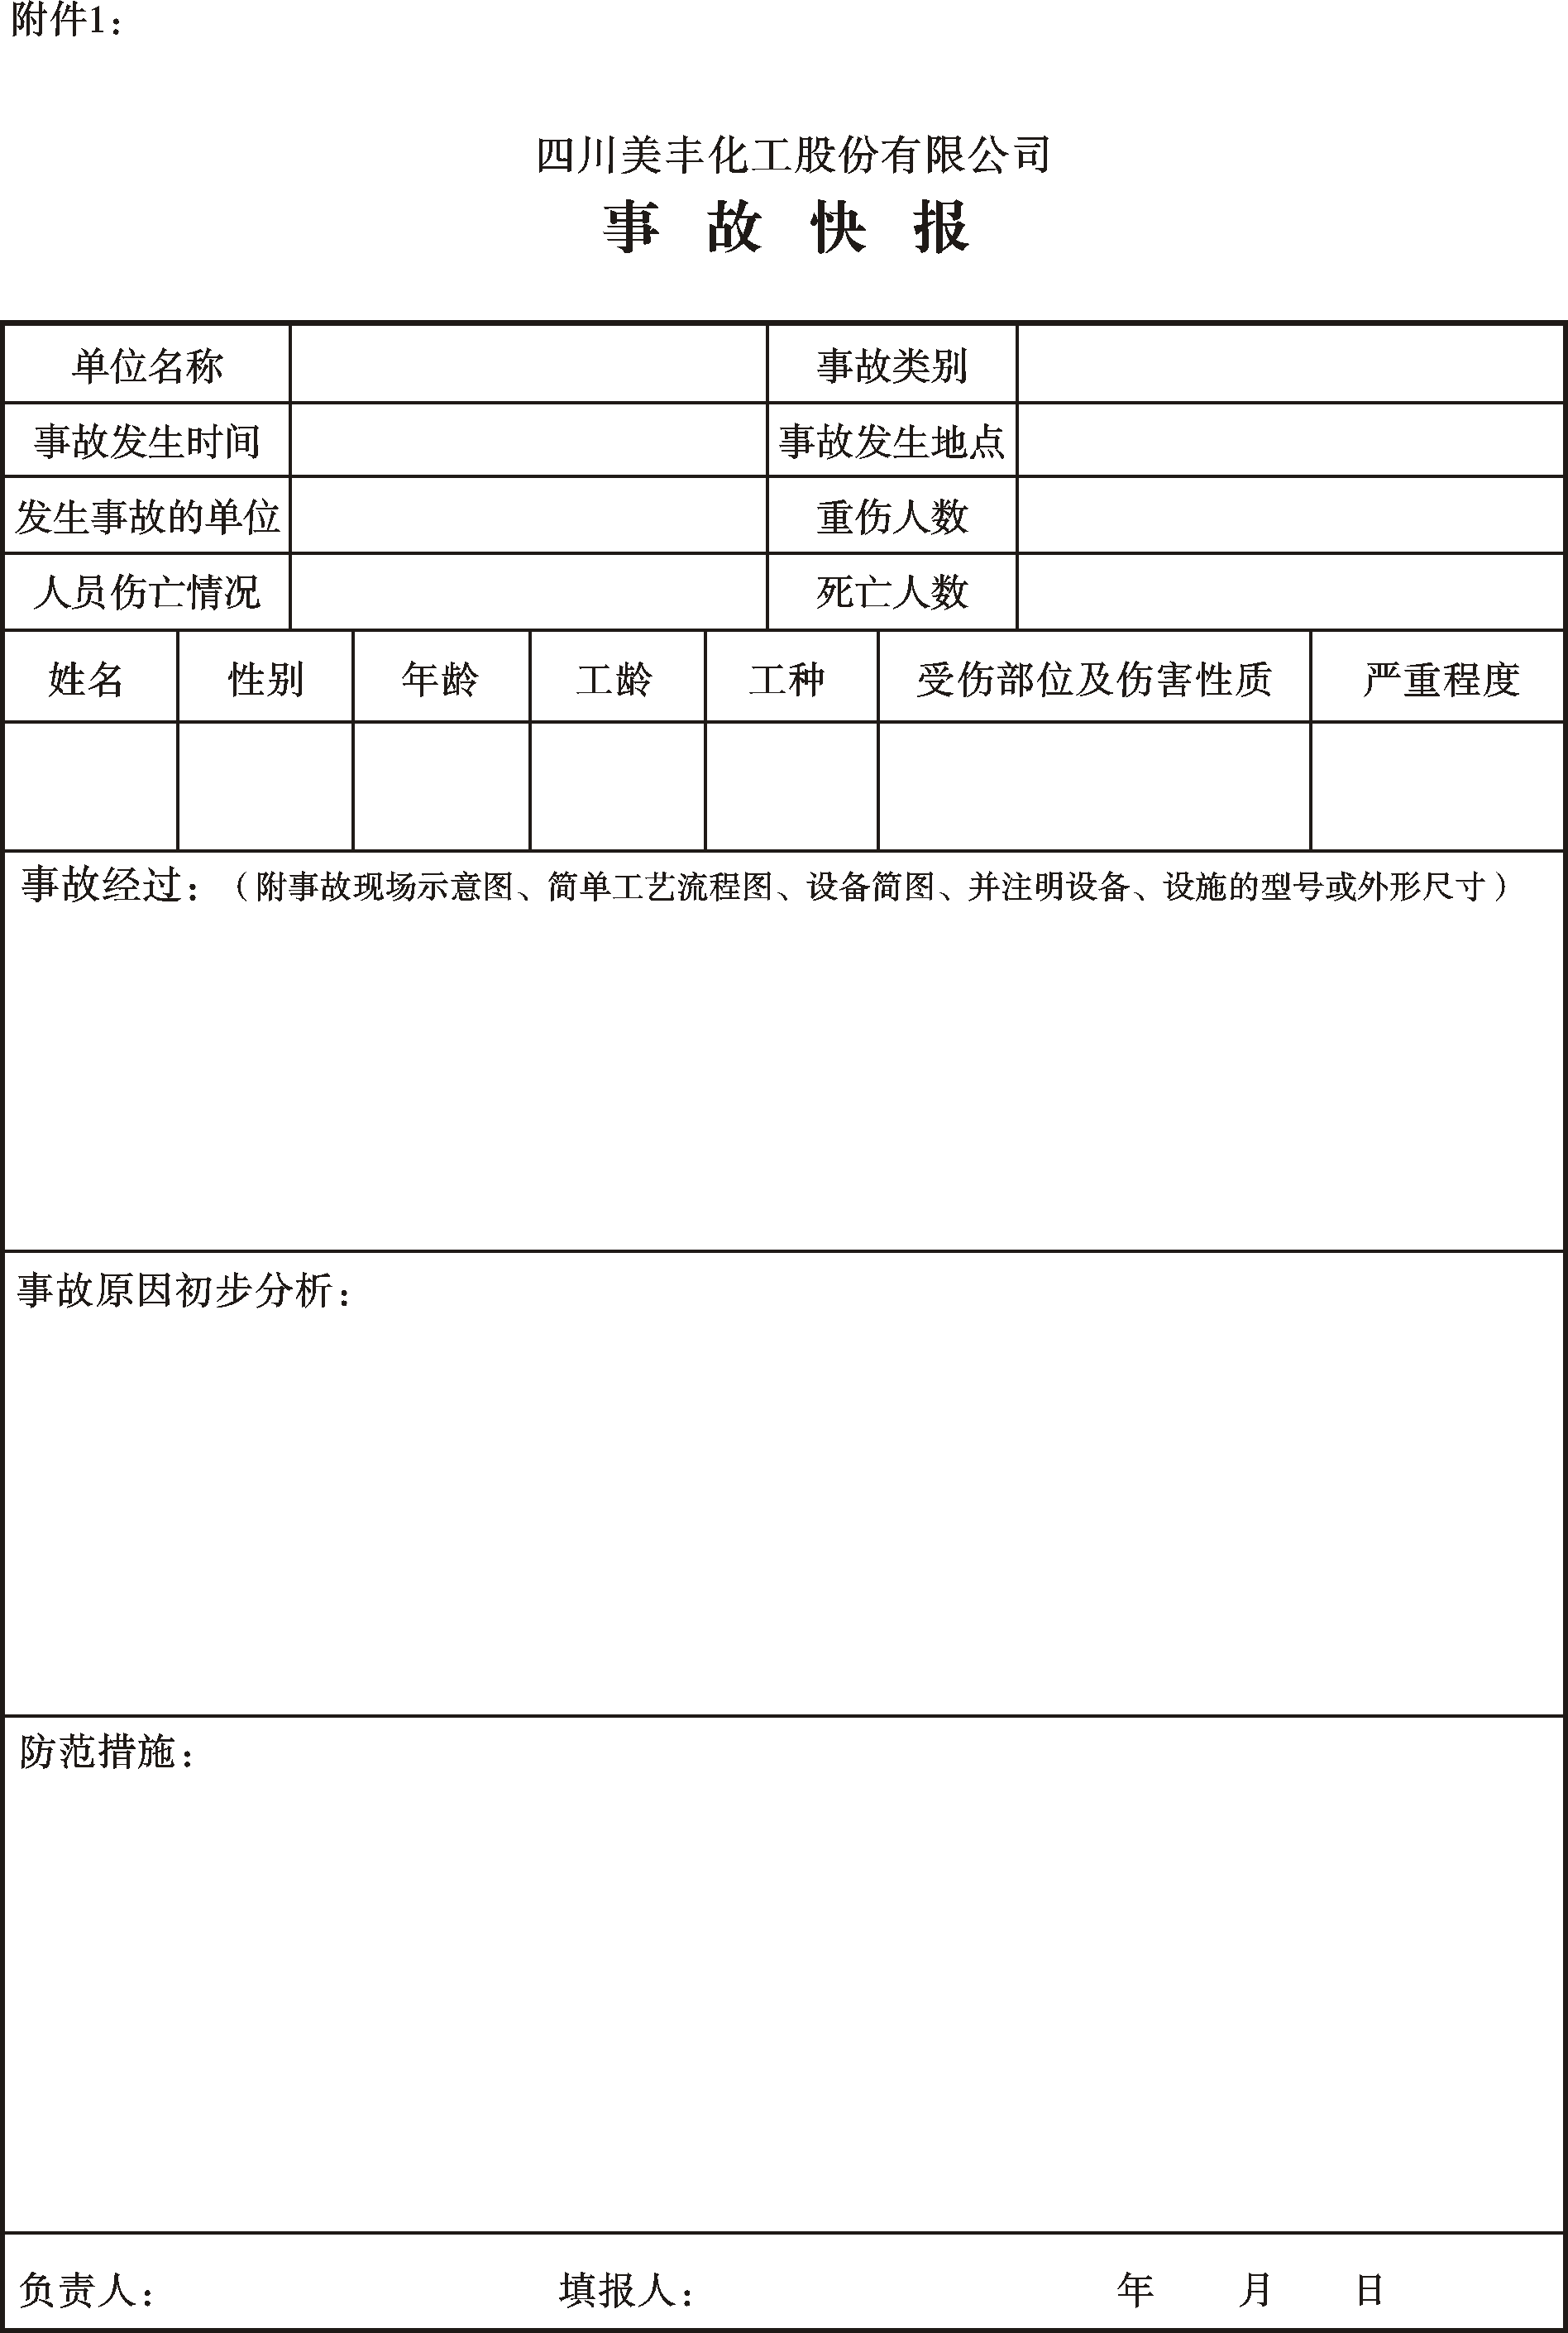 附件1：
四川美丰化工股份有限公司
事 故 快 报
单位名称 事故类别
事故发生时间 事故发生地点
发生事故的单位 重伤人数
人员伤亡情况 死亡人数
姓名 性别 年龄 工龄 工种 受伤部位及伤害性质 严重程度
事故经过：（附事故现场示意图、简单工艺流程图、设备简图、并注明设备、设施的型号或外形尺寸）
事故原因初步分析：
防范措施：
负责人： 填报人： 年 月 日